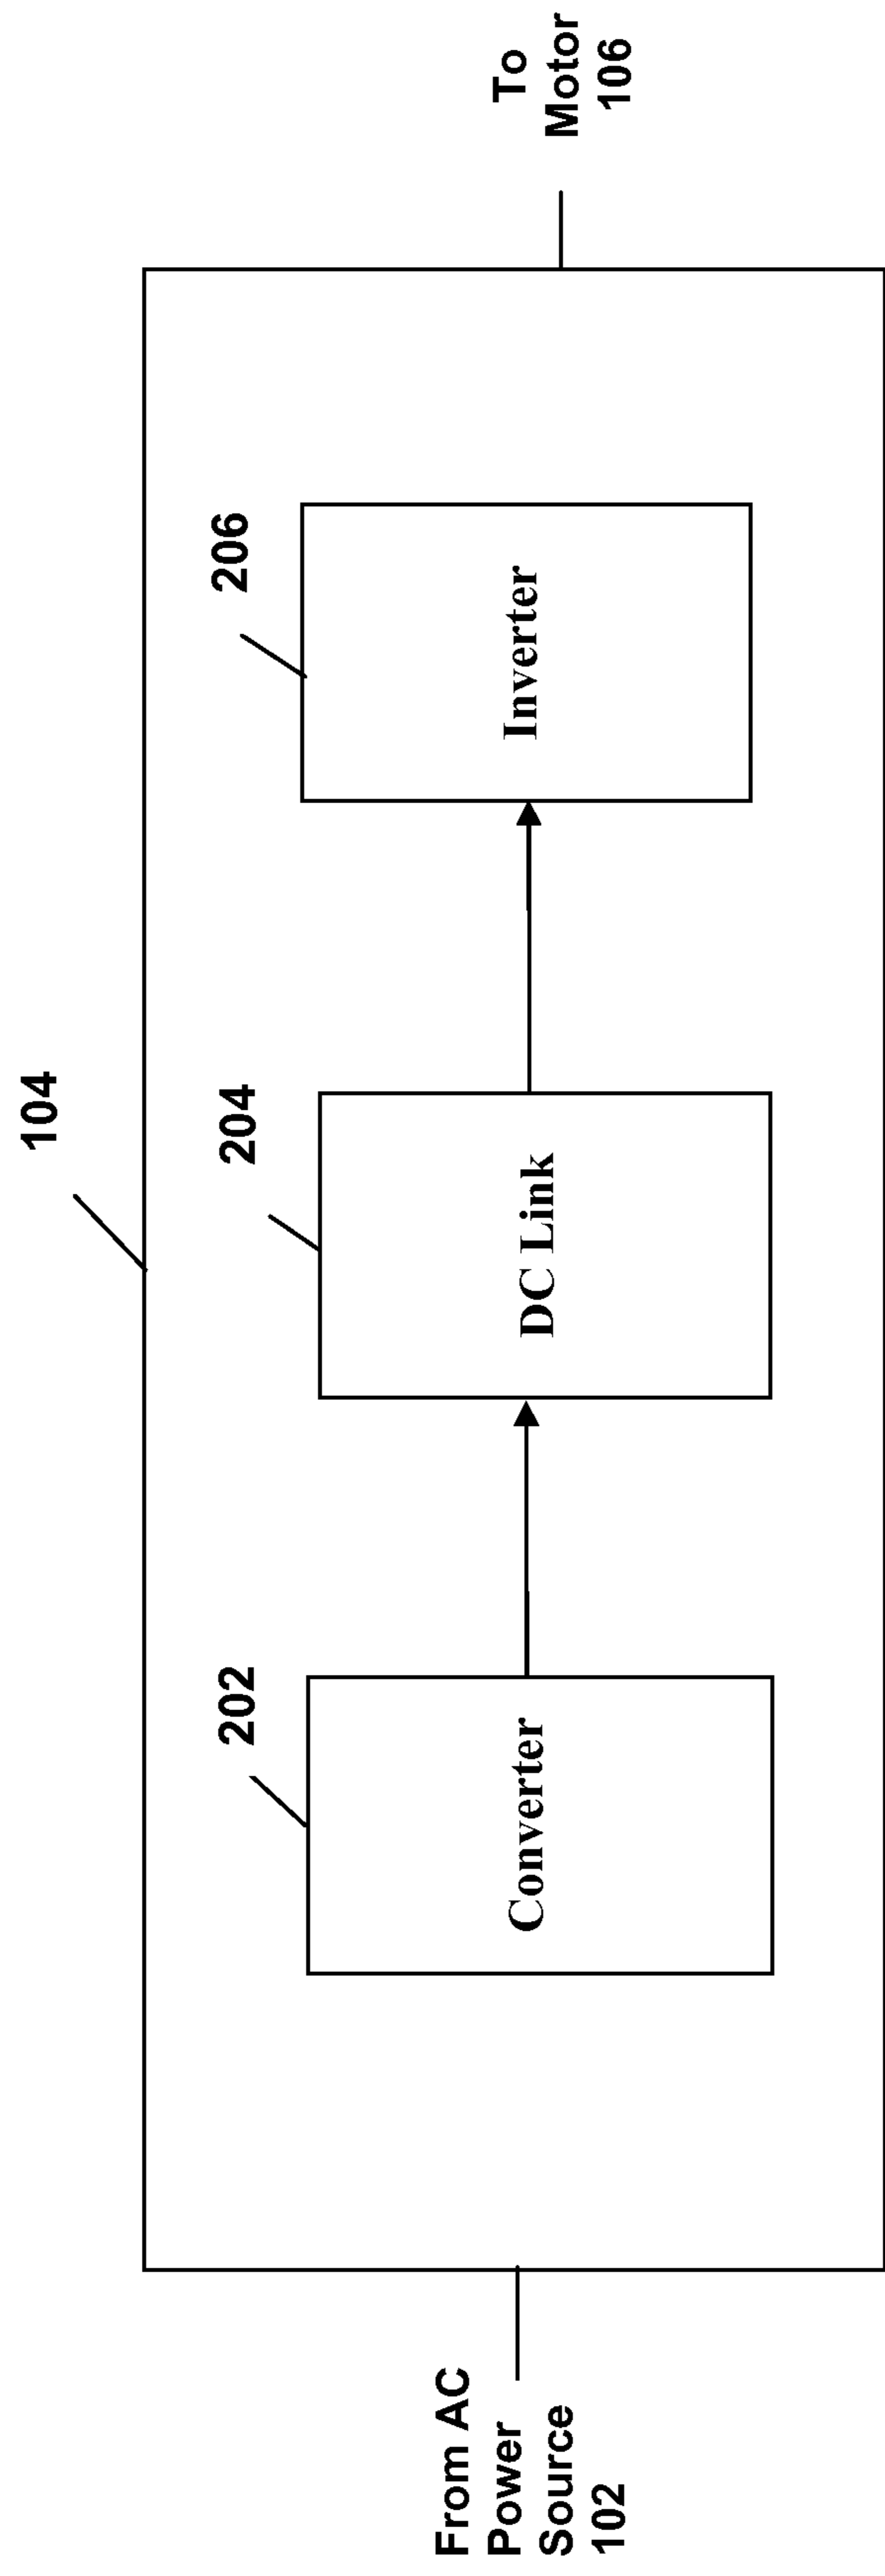 104
202
204
206
Converter
DC Link
Inverter
From AC
Power
Source
102
To
Motor
106